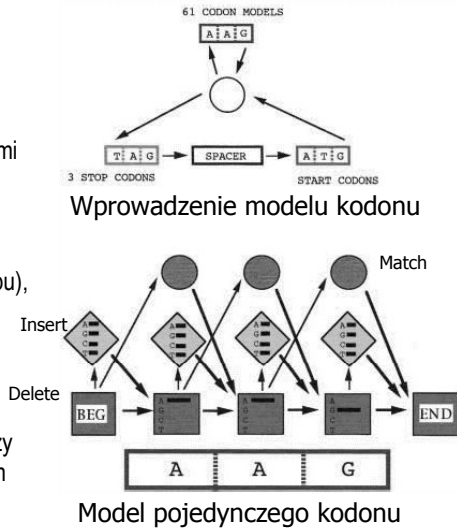 61 CODON MODELS
A A G
mi
T A G
SPACER
A T G
3 STOP CODONS
START CODONS
Wprowadzenie modelu kodonu
Match
ou),
Insert
A
G
C
T
A
G
C
T
A
G
C
T
A
G
C
T
Delete
BEG
A
G
C
T
A
G
C
T
A
G
C
T
END
zy
n
A A G
Model pojedynczego kodonu